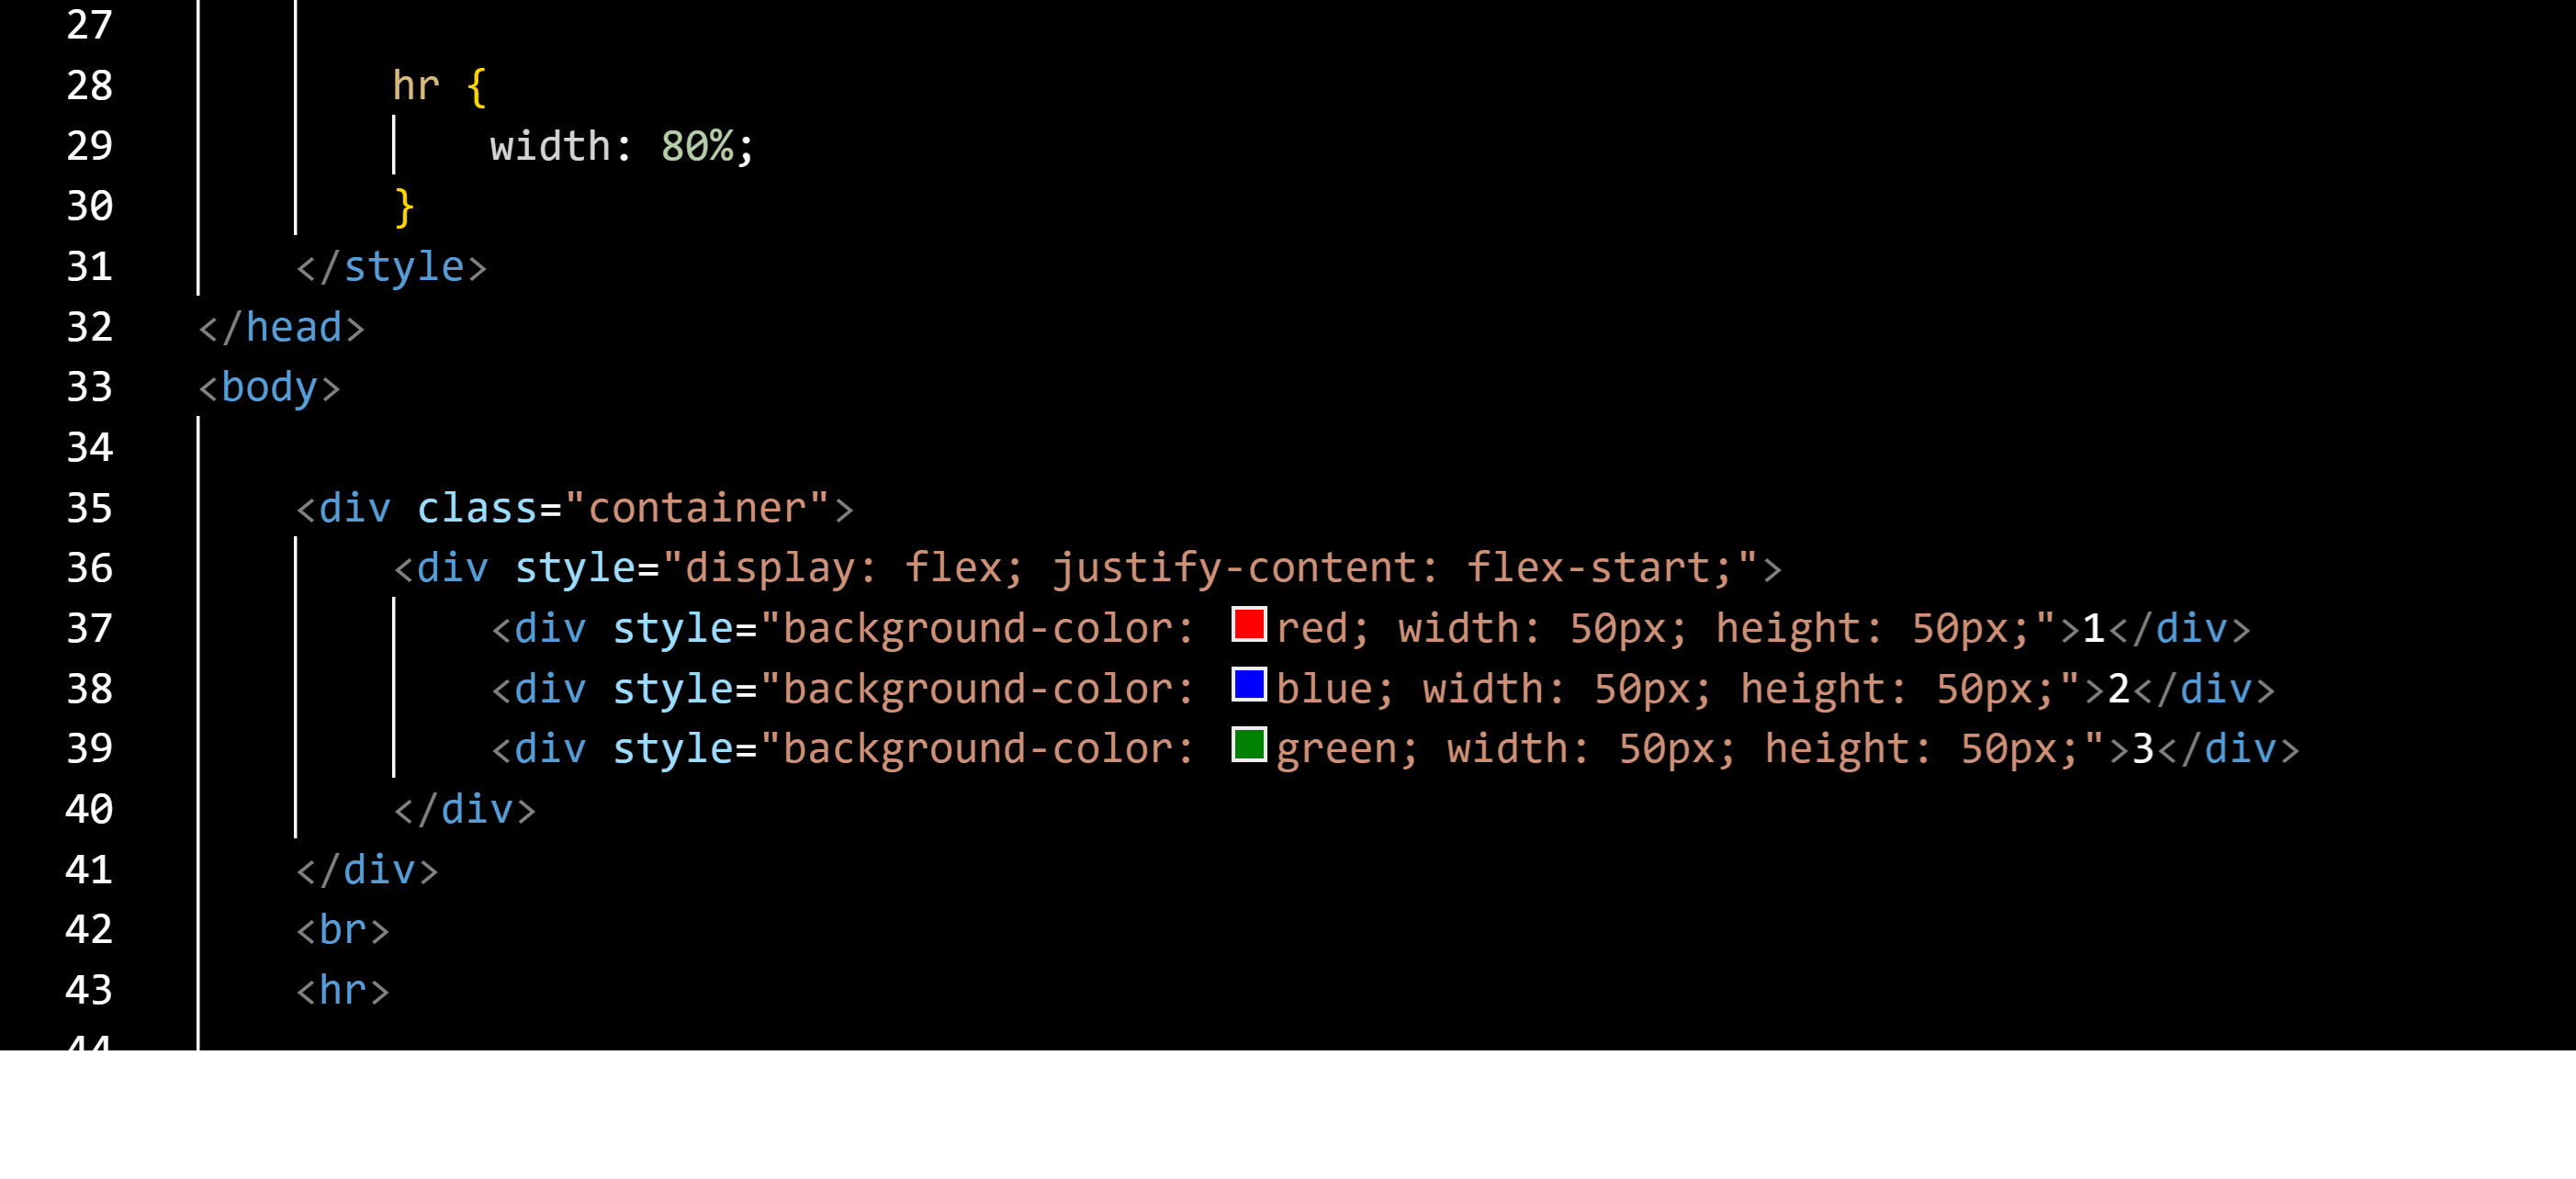 27
28 hr {
29 width: 80%;
30 }
31 </style>
32 </head>
33 <body>
34
35 <div class="container">
36 <div style="display: flex; justify-content: flex-start;">
37 <div style="background-color: red; width: 50px; height: 50px;">1</div>
38 <div style="background-color: blue; width: 50px; height: 50px;">2</div>
39 <div style="background-color: green; width: 50px; height: 50px;">3</div>
40 </div>
41 </div>
42 <br>
43 <hr>
44